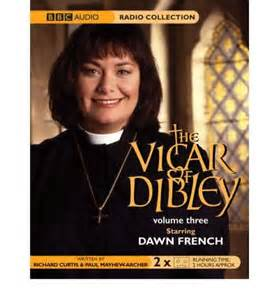 BBC AUDIO
RADIO COLLECTION
THE
VICAR
OF
DIBLEY
volume three
Starring
DAWN FRENCH
WRITTEN BY
RICHARD CURTIS & PAUL MAYHEW-ARCHER
2 x
RUNNING TIME:
2 HOURS APPROX